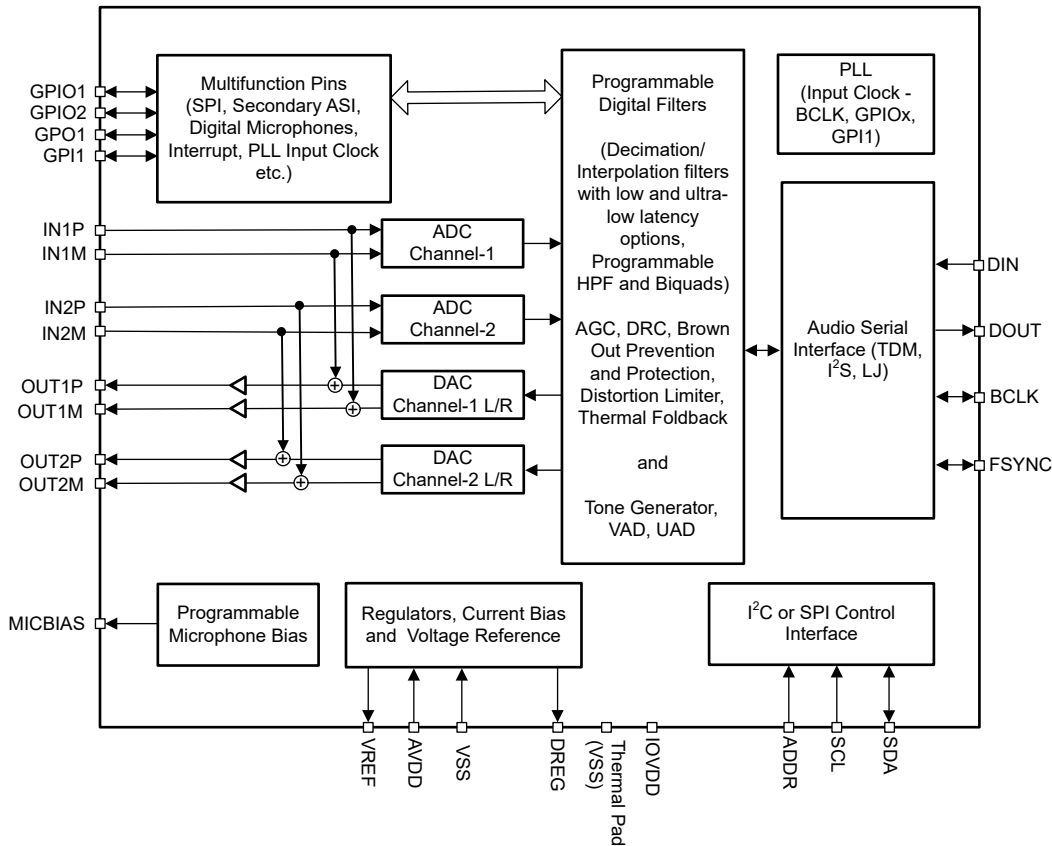 GPIO1
GPIO2
GPO1
GPI1
Multifunction Pins
(SPI, Secondary ASI,
Digital Microphones,
Interrupt, PLL Input Clock
etc.)
Programmable
Digital Filters
(Decimation/
Interpolation filters
with low and ultra-
low latency
options,
Programmable
HPF and Biquads)
AGC, DRC, Brown
Out Prevention
and Protection,
Distortion Limiter,
Thermal Foldback
and
Tone Generator,
VAD, UAD
PLL
(Input Clock -
BCLK, GPIOx,
GPI1)
IN1P
IN1M
ADC
Channel-1
IN2P
IN2M
ADC
Channel-2
OUT1P
OUT1M
DAC
Channel-1 L/R
OUT2P
OUT2M
DAC
Channel-2 L/R
Audio Serial
Interface (TDM,
I²S, LJ)
DIN
DOUT
BCLK
FSYNC
MICBIAS
Programmable
Microphone Bias
Regulators, Current Bias
and Voltage Reference
I²C or SPI Control
Interface
VREF
AVDD
VSS
DREG
Thermal Pad
(VSS)
IOVDD
ADDR
SCL
SDA